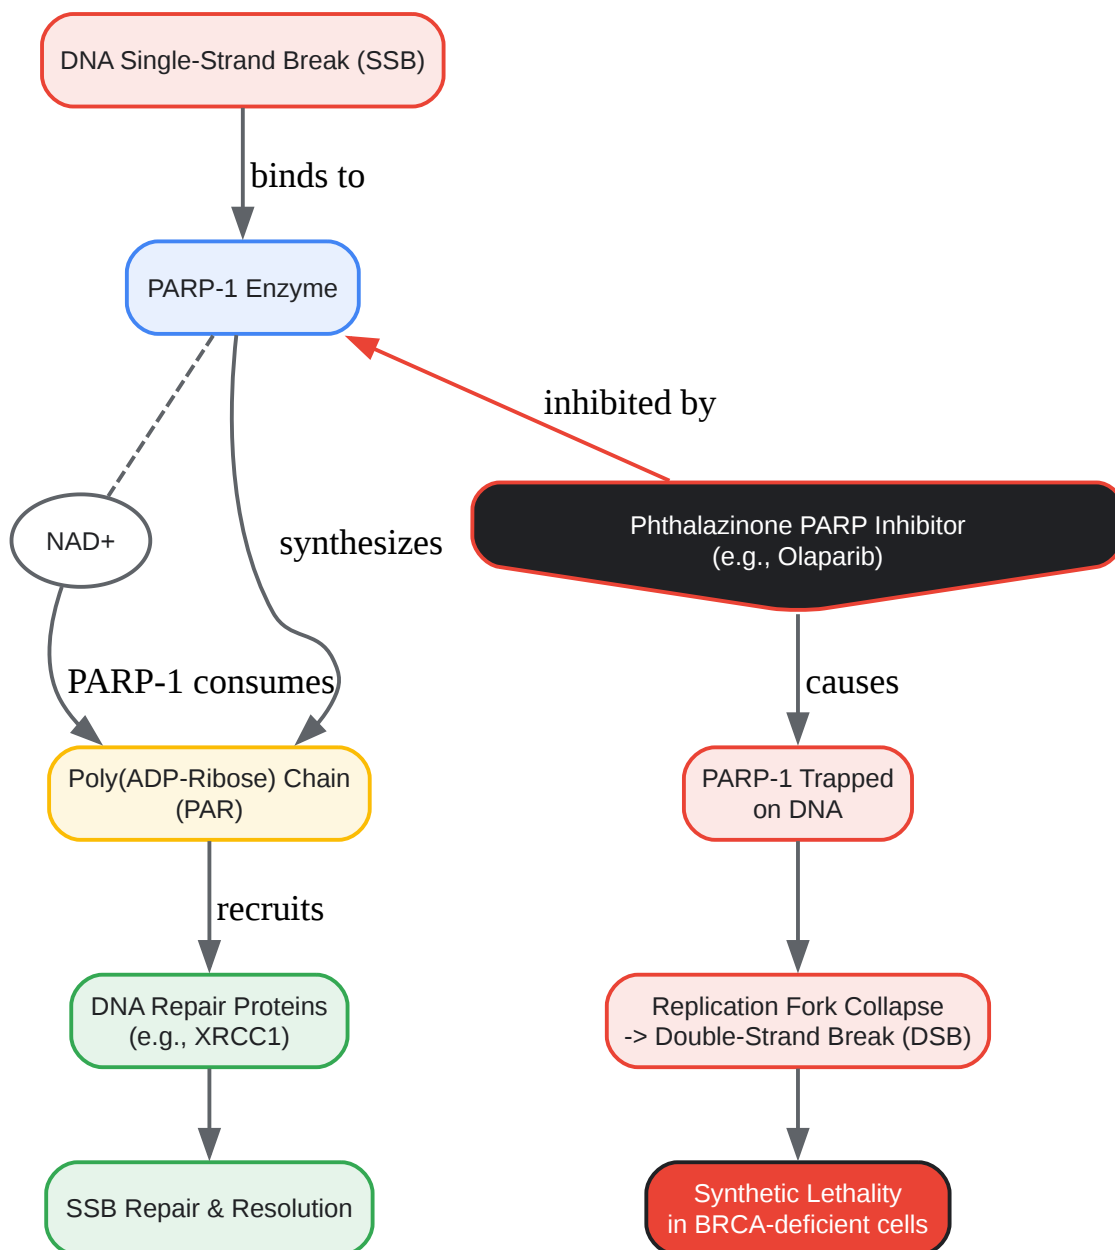 DNA Single-Strand Break (SSB)
binds to
PARP-1 Enzyme
inhibited by
NAD+
synthesizes
Phthalazinone PARP Inhibitor
(e.g., Olaparib)
PARP-1 consumes
causes
Poly(ADP-Ribose) Chain
(PAR)
PARP-1 Trapped
on DNA
recruits
DNA Repair Proteins
(e.g., XRCC1)
Replication Fork Collapse
-> Double-Strand Break (DSB)
SSB Repair & Resolution
Synthetic Lethality
in BRCA-deficient cells